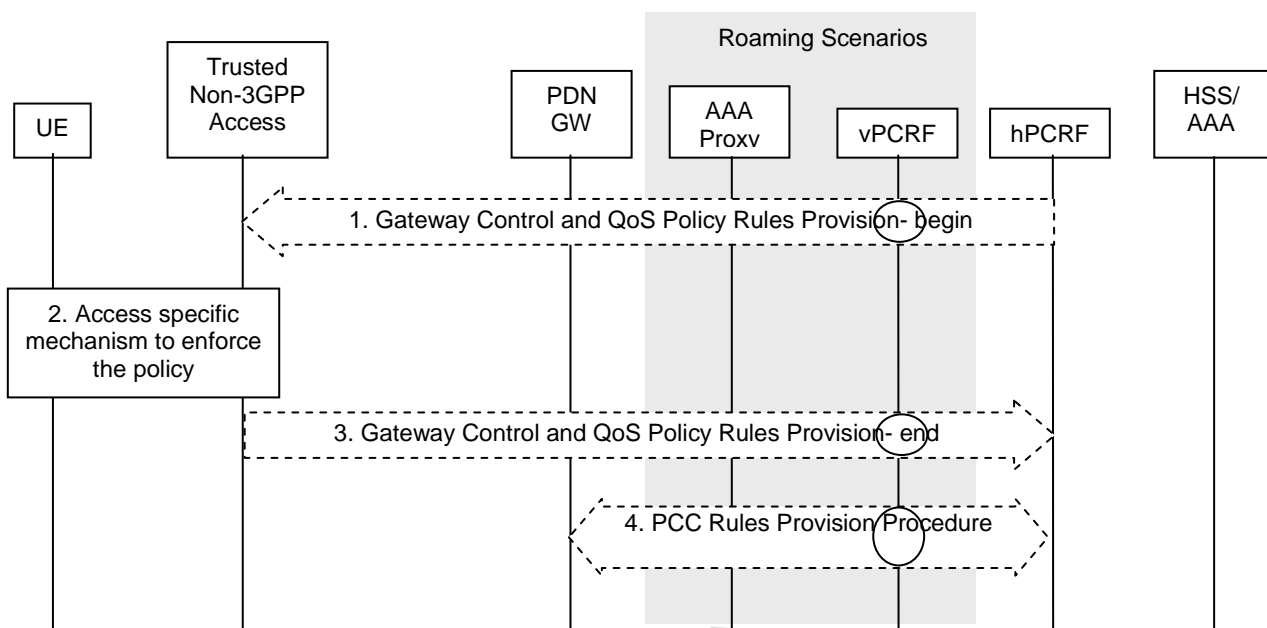 Roaming Scenarios
UE
Trusted
Non-3GPP
Access
PDN
GW
AAA
Proxy
vPCRF
hPCRF
HSS/
AAA
1. Gateway Control and QoS Policy Rules Provision- begin
2. Access specific
mechanism to enforce
the policy
3. Gateway Control and QoS Policy Rules Provision- end
4. PCC Rules Provision Procedure